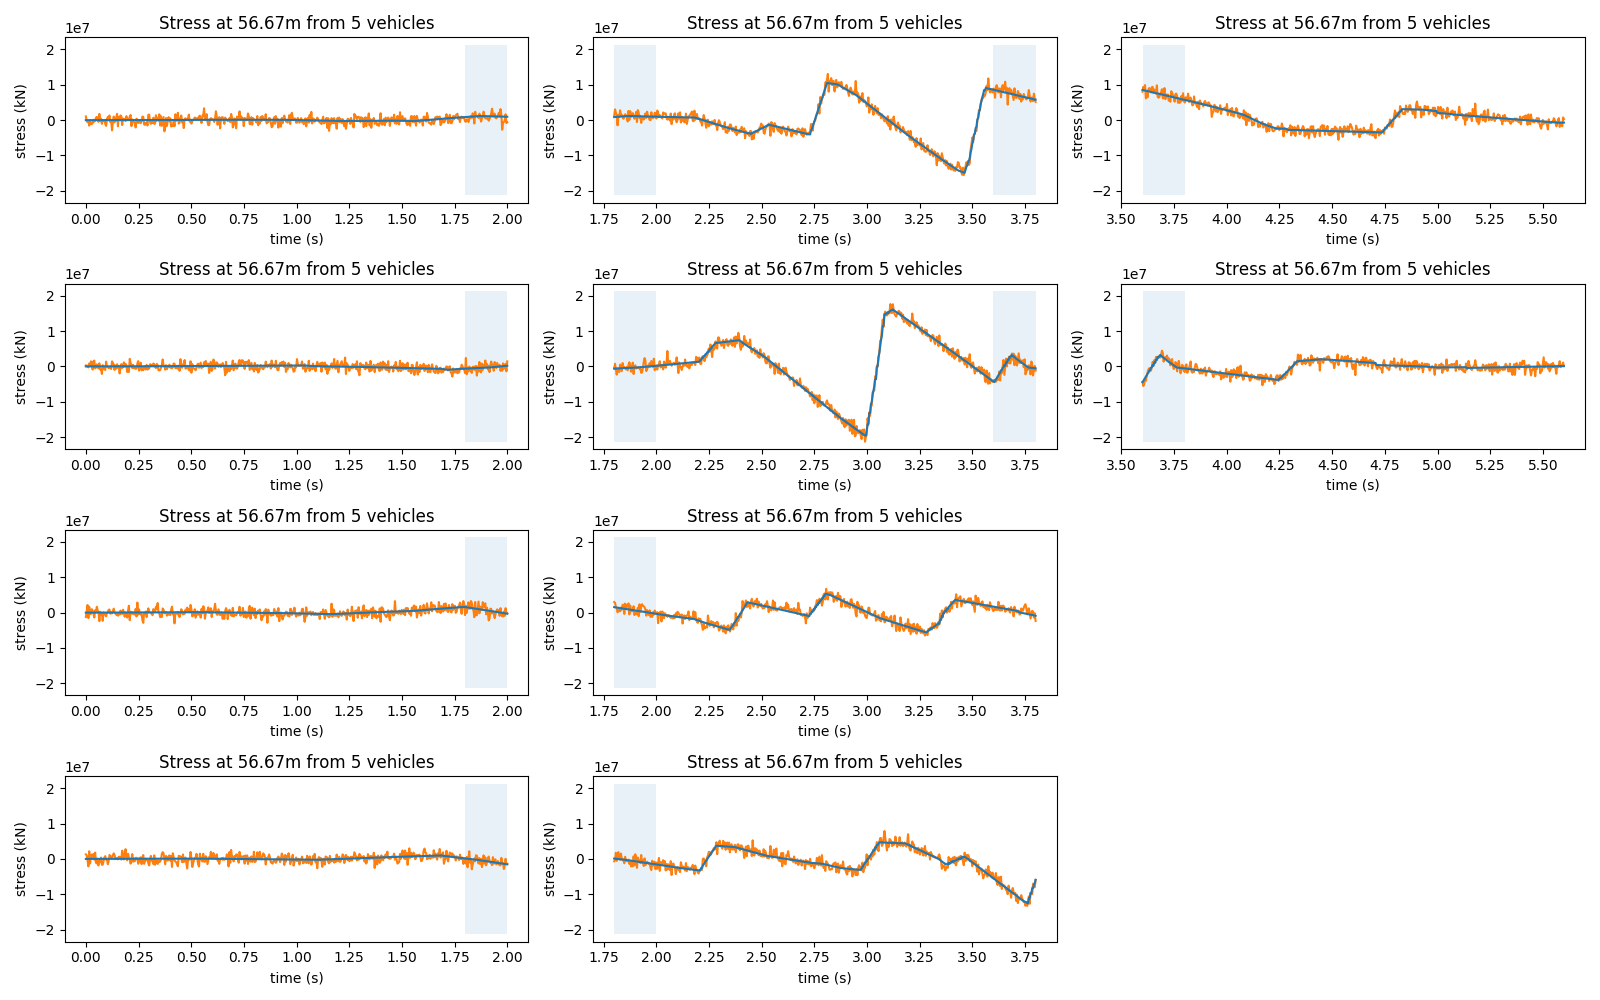 Stress at 56.67m from 5 vehicles Stress at 56.67m from 5 vehicles Stress at 56.67m from 5 vehicles
1e7 1e7 1e7
2 2 2
1 1 1
0 0 0
−1 −1 −1
−2 −2 −2
stress (kN) stress (kN) stress (kN)
0.00 0.25 0.50 0.75 1.00 1.25 1.50 1.75 2.00 1.75 2.00 2.25 2.50 2.75 3.00 3.25 3.50 3.75 3.50 3.75 4.00 4.25 4.50 4.75 5.00 5.25 5.50
time (s) time (s) time (s)
Stress at 56.67m from 5 vehicles Stress at 56.67m from 5 vehicles Stress at 56.67m from 5 vehicles
1e7 1e7 1e7
2 2 2
1 1 1
0 0 0
−1 −1 −1
−2 −2 −2
stress (kN) stress (kN) stress (kN)
0.00 0.25 0.50 0.75 1.00 1.25 1.50 1.75 2.00 1.75 2.00 2.25 2.50 2.75 3.00 3.25 3.50 3.75 3.50 3.75 4.00 4.25 4.50 4.75 5.00 5.25 5.50
time (s) time (s) time (s)
Stress at 56.67m from 5 vehicles Stress at 56.67m from 5 vehicles
1e7 1e7
2 2
1 1
0 0
−1 −1
−2 −2
stress (kN) stress (kN)
0.00 0.25 0.50 0.75 1.00 1.25 1.50 1.75 2.00 1.75 2.00 2.25 2.50 2.75 3.00 3.25 3.50 3.75
time (s) time (s)
Stress at 56.67m from 5 vehicles Stress at 56.67m from 5 vehicles
1e7 1e7
2 2
1 1
0 0
−1 −1
−2 −2
stress (kN) stress (kN)
0.00 0.25 0.50 0.75 1.00 1.25 1.50 1.75 2.00 1.75 2.00 2.25 2.50 2.75 3.00 3.25 3.50 3.75
time (s) time (s)